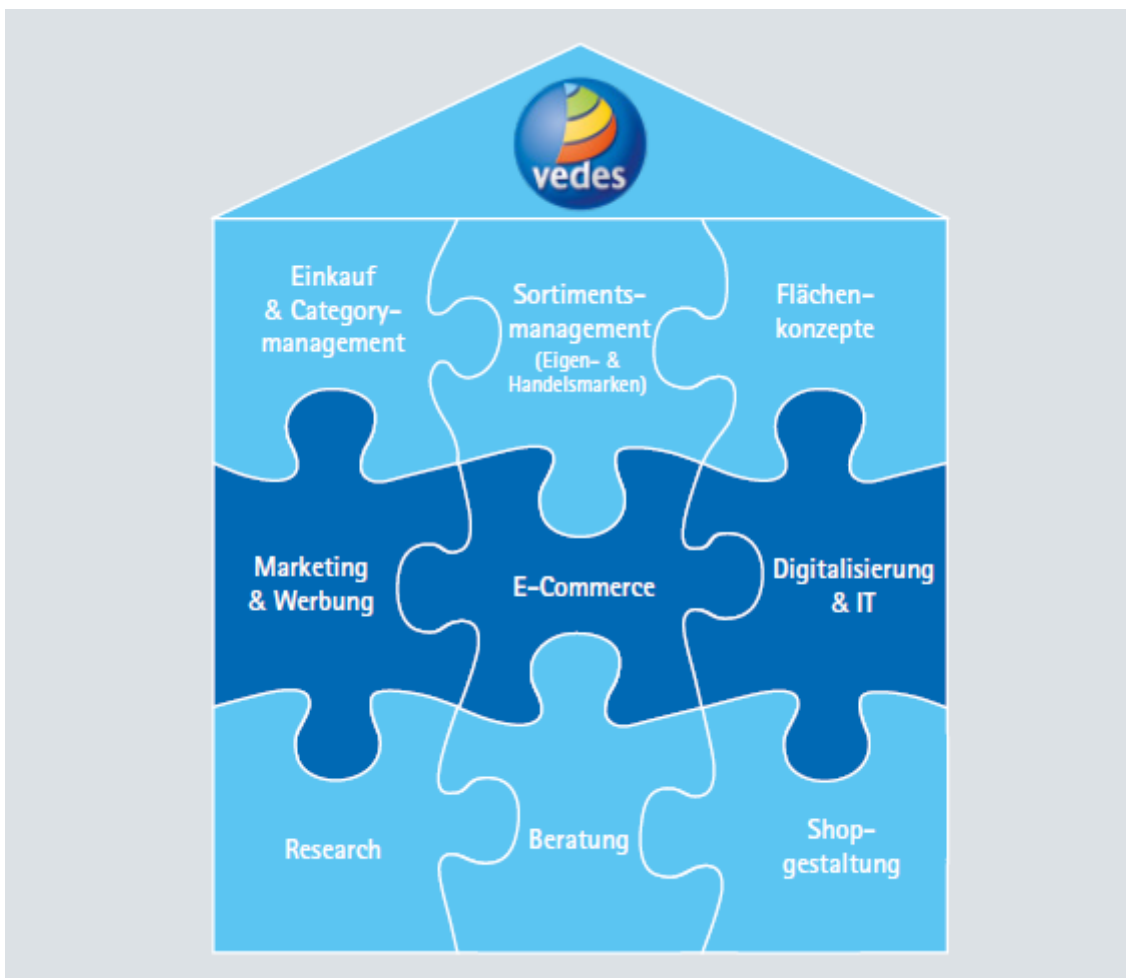 vedes
Einkauf
& Category-
management
Sortiments-
management
(Eigen- &
Handelsmarken)
Flächen-
konzepte
Marketing
& Werbung
E-Commerce
Digitalisierung
& IT
Research
Beratung
Shop-
gestaltung